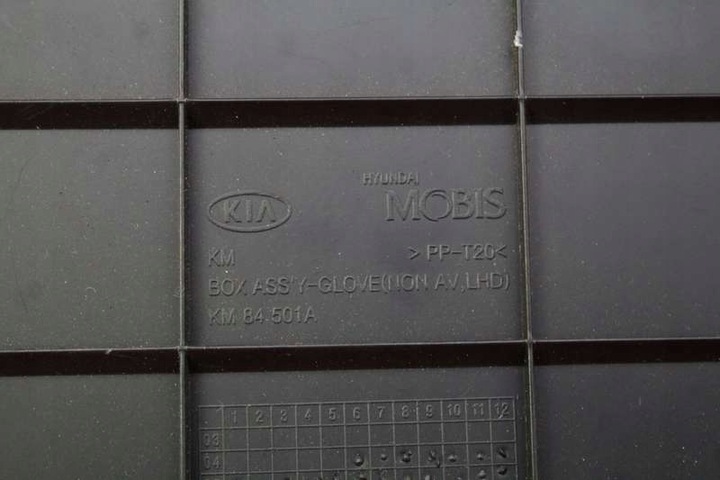 KIA
HYUNDAI
MOBIS
KM >PP-T20<
BOX ASS'Y-GLOVE(NON AV,LHD)
KM 84 501A
1 2 3 4 5 6 7 8 9 10 11 12
03
04